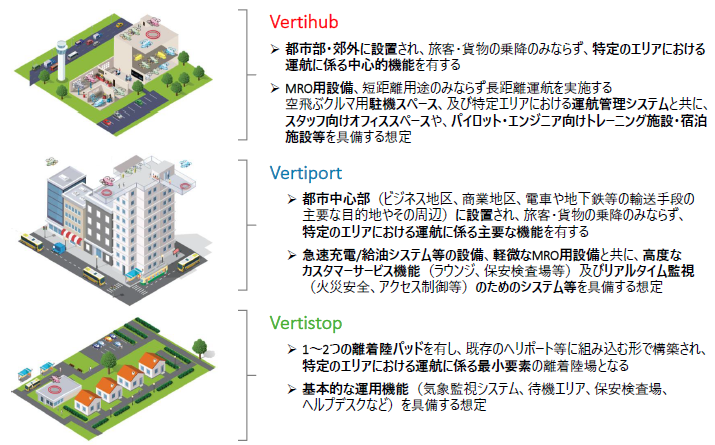 Vertihub
➢ 都市部・郊外に設置され、旅客・貨物の乗降のみならず、特定のエリアにおける
運航に係る中心的機能を有する
➢ MRO用設備、短距離用途のみならず長距離運航を実施する
空飛ぶクルマ用駐機スペース、及び特定エリアにおける運航管理システムと共に、
スタッフ向けオフィススペースや、パイロット・エンジニア向けトレーニング施設・宿泊
施設等を具備する想定
Vertiport
➢ 都市中心部（ビジネス地区、商業地区、電車や地下鉄等の輸送手段の
主要な目的地やその周辺）に設置され、旅客・貨物の乗降のみならず、
特定のエリアにおける運航に係る主要な機能を有する
➢ 急速充電/給油システム等の設備、軽微なMRO用設備と共に、高度な
カスタマーサービス機能（ラウンジ、保安検査場等）及びリアルタイム監視
（火災安全、アクセス制御等）のためのシステム等を具備する想定
Vertistop
➢ 1～2つの離着陸パッドを有し、既存のヘリポート等に組み込む形で構築され、
特定のエリアにおける運航に係る最小要素の離着陸場となる
➢ 基本的な運用機能（気象監視システム、待機エリア、保安検査場、
ヘルプデスクなど）を具備する想定